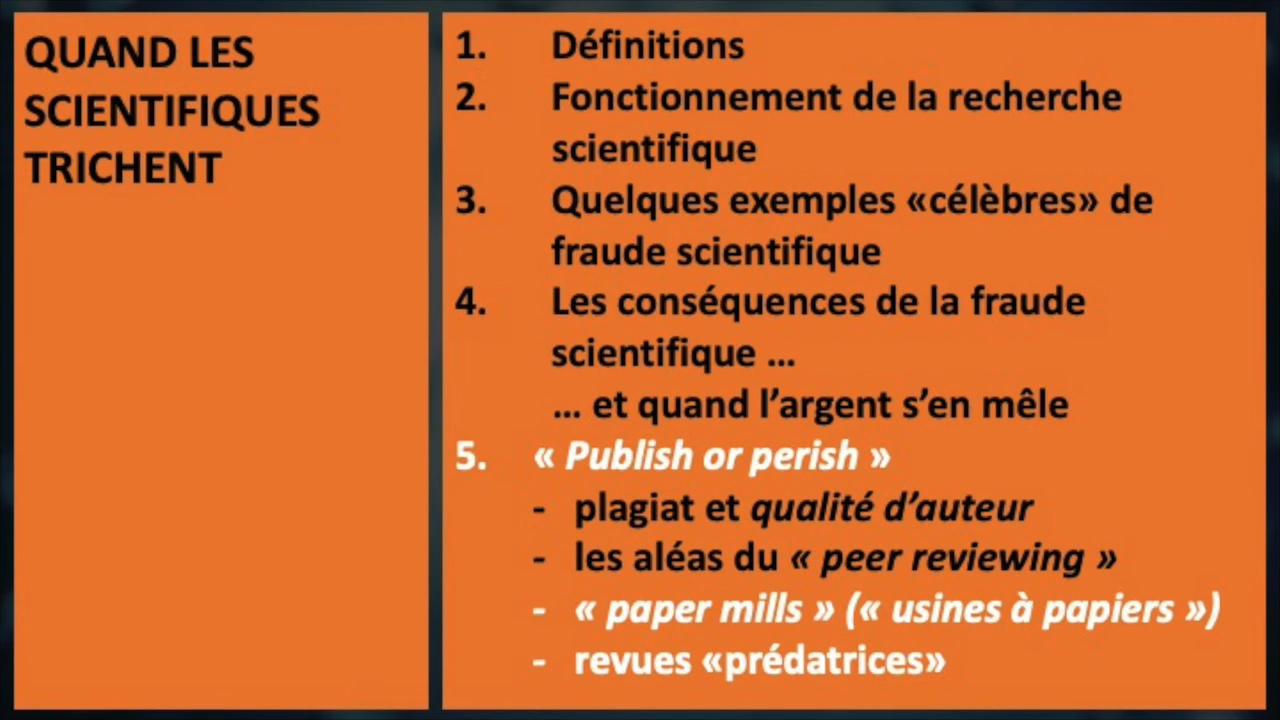 QUAND LES
SCIENTIFIQUES
TRICHENT
1. Définitions
2. Fonctionnement de la recherche
scientifique
3. Quelques exemples «célèbres» de
fraude scientifique
4. Les conséquences de la fraude
scientifique ...
... et quand l’argent s’en mêle
5. « Publish or perish »
- plagiat et qualité d’auteur
- les aléas du « peer reviewing »
- « paper mills » (« usines à papiers »)
- revues «prédatrices»